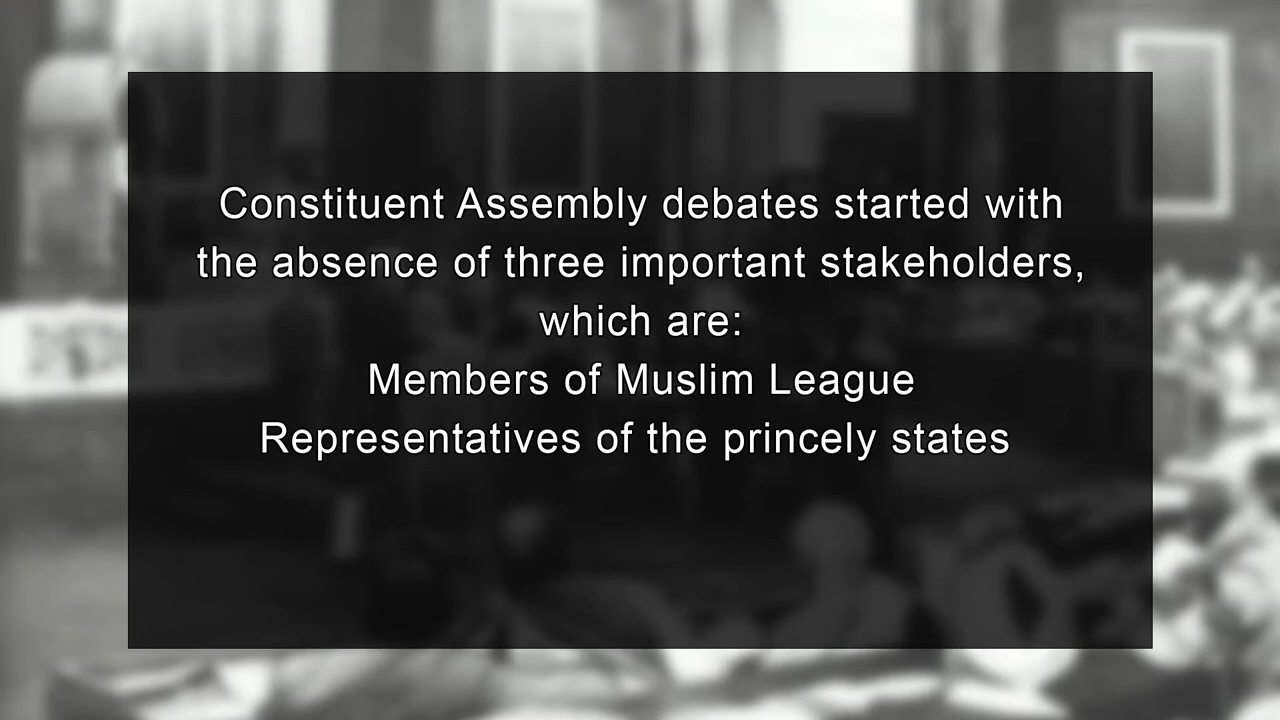 Constituent Assembly debates started with
the absence of three important stakeholders,
which are:
Members of Muslim League
Representatives of the princely states